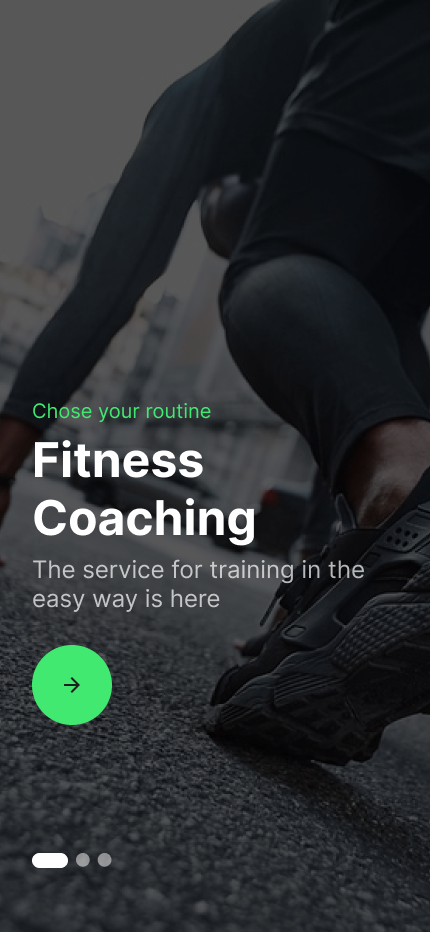 Chose your routine
Fitness
Coaching
The service for training in the
easy way is here